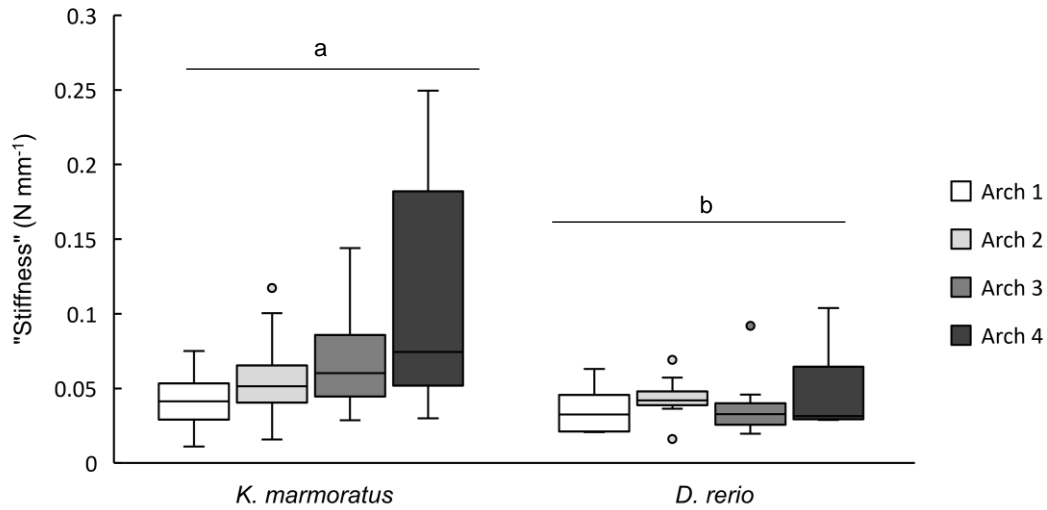 0.3
a
0.25
0.2
b
0.15
0.1
0.05
0
"Stiffness" (N mm-1)
K. marmoratus
D. rerio
Arch 1
Arch 2
Arch 3
Arch 4